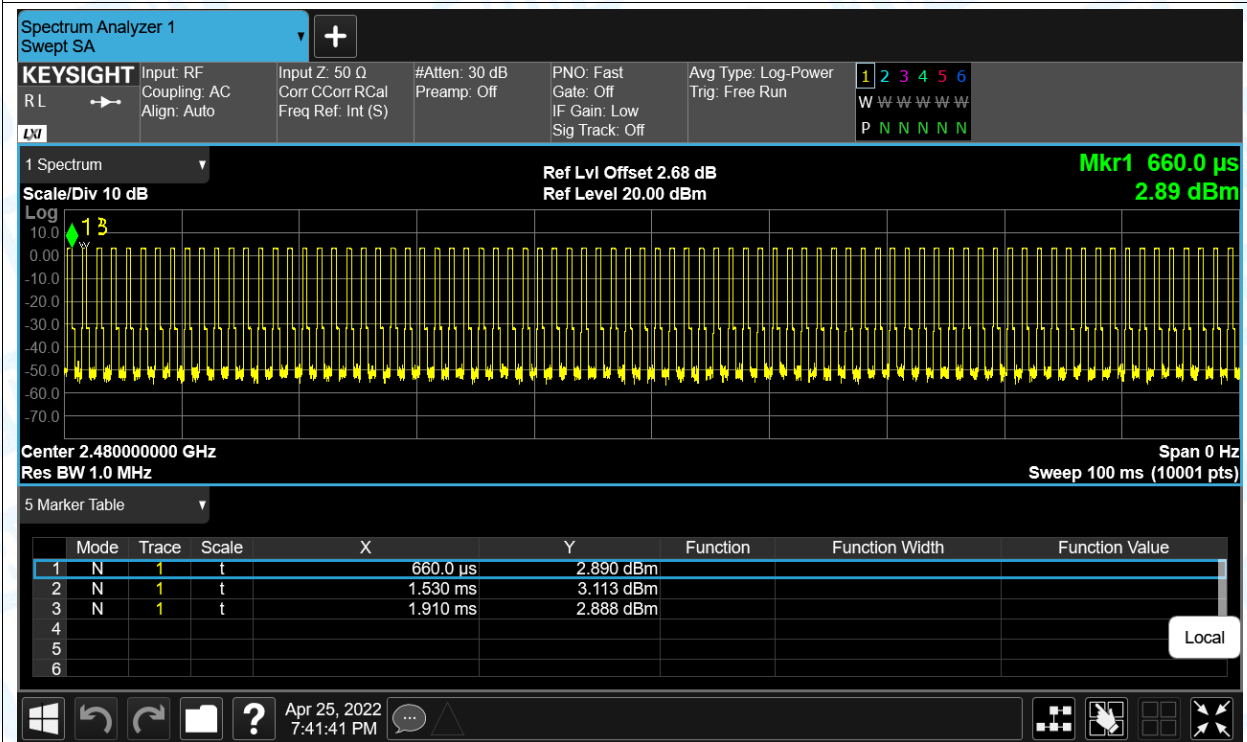 Spectrum Analyzer 1
Swept SA
KEYSIGHT Input: RF Input Z: 50 Ω #Atten: 30 dB PNO: Fast Avg Type: Log-Power 1 2 3 4 5 6
R L Coupling: AC Corr CCorr RCal Preamp: Off Gate: Off Trig: Free Run W W W W W W
Align: Auto Freq Ref: Int (S) IF Gain: Low
LXI Sig Track: Off P N N N N N
1 Spectrum Ref Lvl Offset 2.68 dB Mkr1 660.0 µs
Scale/Div 10 dB Ref Level 20.00 dBm 2.89 dBm
Log
10.0
0.00
-10.0
-20.0
-30.0
-40.0
-50.0
-60.0
-70.0
Center 2.480000000 GHz Span 0 Hz
Res BW 1.0 MHz Sweep 100 ms (10001 pts)
5 Marker Table
Mode Trace Scale X Y Function Function Width Function Value
1 N 1 t 660.0 µs 2.890 dBm
2 N 1 t 1.530 ms 3.113 dBm
3 N 1 t 1.910 ms 2.888 dBm
4
5
6
Local
Apr 25, 2022
7:41:41 PM